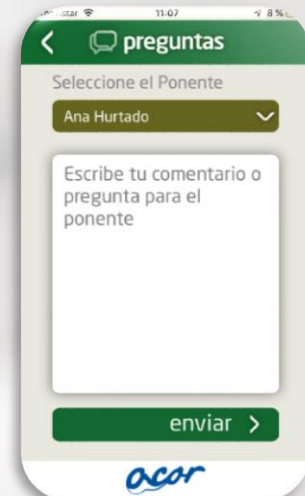 11:07
8%
preguntas
Seleccione el Ponente
Ana Hurtado
Escribe tu comentario o
pregunta para el
ponente
enviar
acor